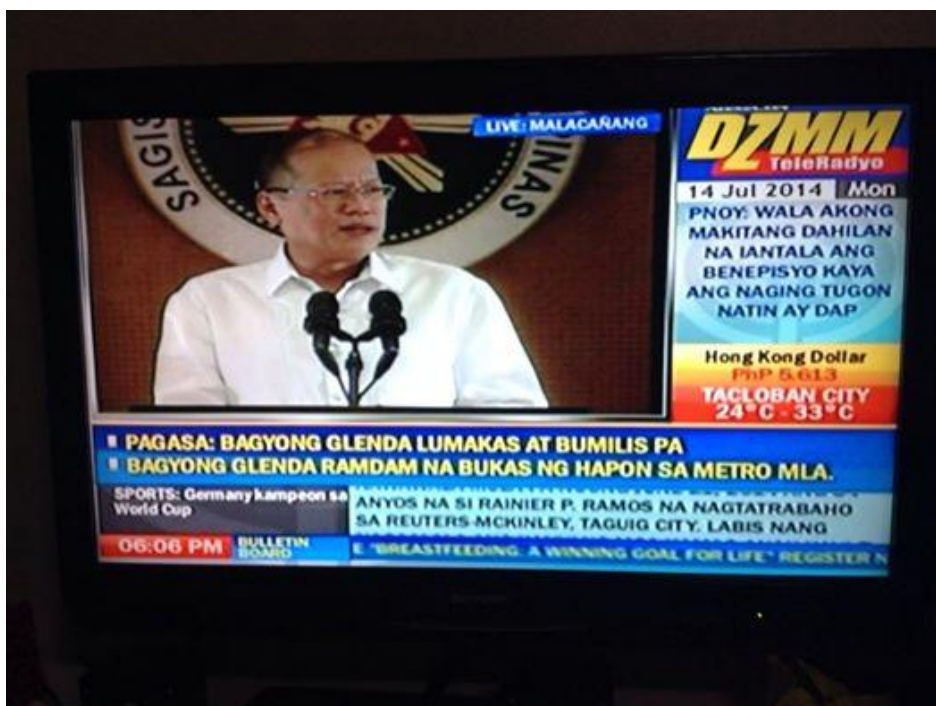 SAGIS
INAS
LIVE: MALACAÑANG
DZMM
TeleRadyo
14 Jul 2014 Mon
PNOY: WALA AKONG
MAKITANG DAHILAN
NA IANTALA ANG
BENEPISYO KAYA
ANG NAGING TUGON
NATIN AY DAP
Hong Kong Dollar
PhP 5.613
TACLOBAN CITY
24°C - 33°C
PAGASA: BAGYONG GLENDA LUMAKAS AT BUMILIS PA
BAGYONG GLENDA RAMDAM NA BUKAS NG HAPON SA METRO MLA.
SPORTS: Germany kampeon sa
World Cup
ANYOS NA SI RAINIER P. RAMOS NA NAGTATRABAHO
SA REUTERS-MCKINLEY, TAGUIG CITY. LABIS NANG
06:06 PM
BULLETIN
BOARD
E "BREASTFEEDING: A WINNING GOAL FOR LIFE" REGISTER N